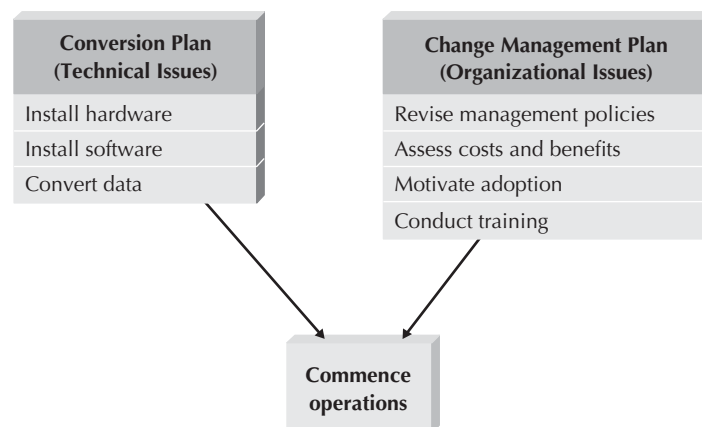 Conversion Plan
(Technical Issues)
Install hardware
Install software
Convert data
Change Management Plan
(Organizational Issues)
Revise management policies
Assess costs and benefits
Motivate adoption
Conduct training
Commence
operations